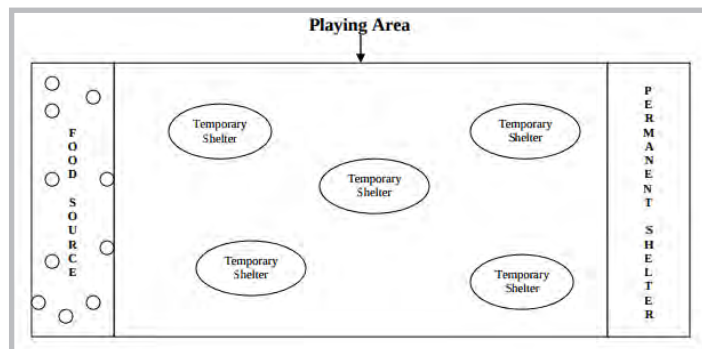 Playing Area
FOOD SOURCE
Temporary
Shelter
Temporary
Shelter
Temporary
Shelter
Temporary
Shelter
Temporary
Shelter
PERMANENT SHELTER